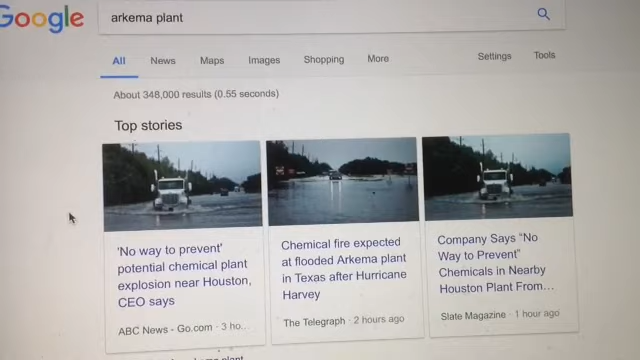 Google
arkema plant
All News Maps Images Shopping More Settings Tools
About 348,000 results (0.55 seconds)
Top stories
'No way to prevent'
potential chemical plant
explosion near Houston,
CEO says
ABC News - Go.com · 3 ho...
Chemical fire expected
at flooded Arkema plant
in Texas after Hurricane
Harvey
The Telegraph · 2 hours ago
Company Says "No
Way to Prevent"
Chemicals in Nearby
Houston Plant From...
Slate Magazine · 1 hour ago